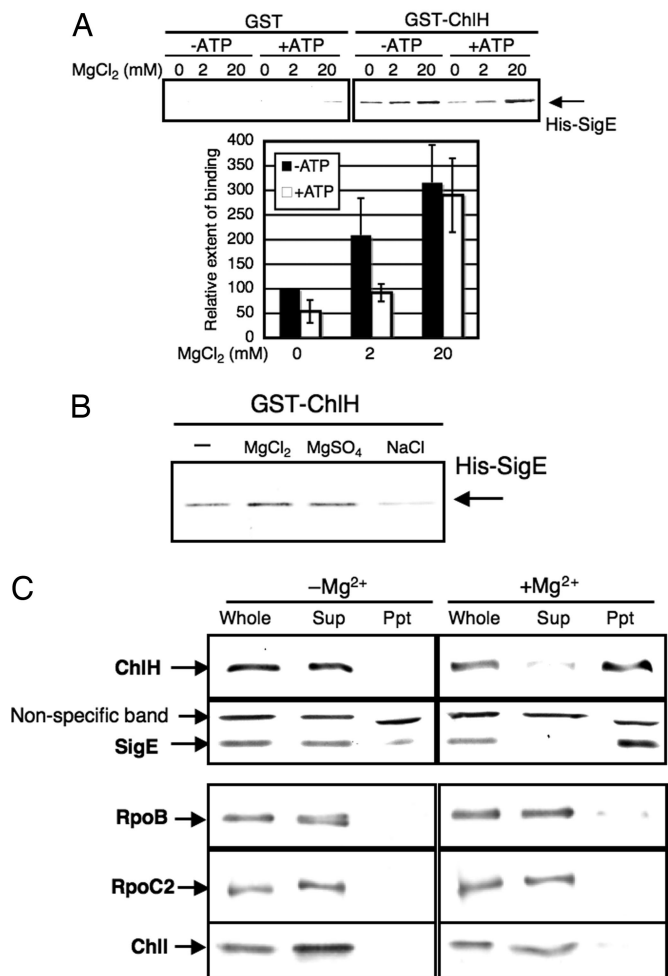 A
GST GST-ChlH
-ATP +ATP -ATP +ATP
MgCl₂ (mM) 0 2 20 0 2 20 0 2 20 0 2 20
His-SigE
Relative extent of binding
400
350
300
250
200
150
100
50
0
-ATP
+ATP
MgCl₂ (mM) 0 2 20
B
GST-ChlH
– MgCl₂ MgSO₄ NaCl
His-SigE
C
–Mg²⁺ +Mg²⁺
Whole Sup Ppt Whole Sup Ppt
ChlH
Non-specific band
SigE
RpoB
RpoC2
ChlI